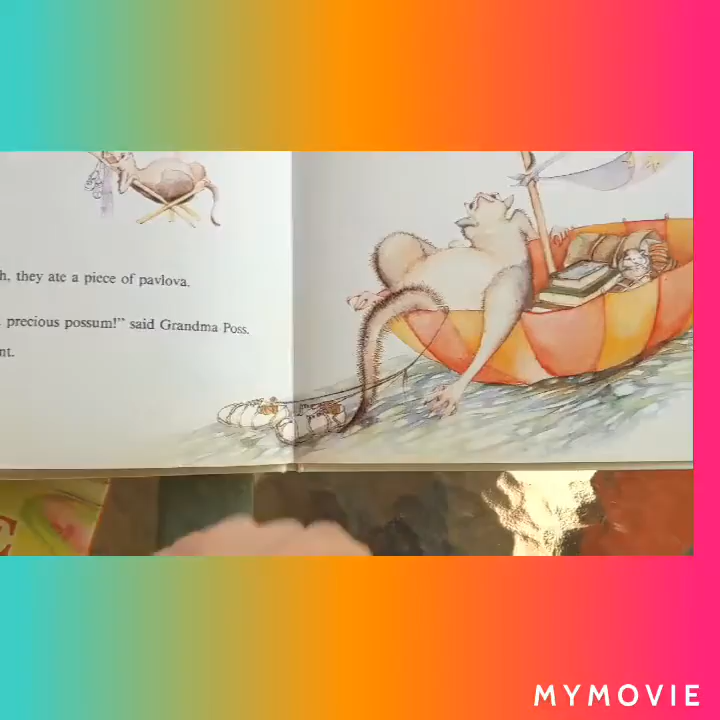 h, they ate a piece of pavlova.
precious possum!" said Grandma Poss.
nt.
MYMOVIE